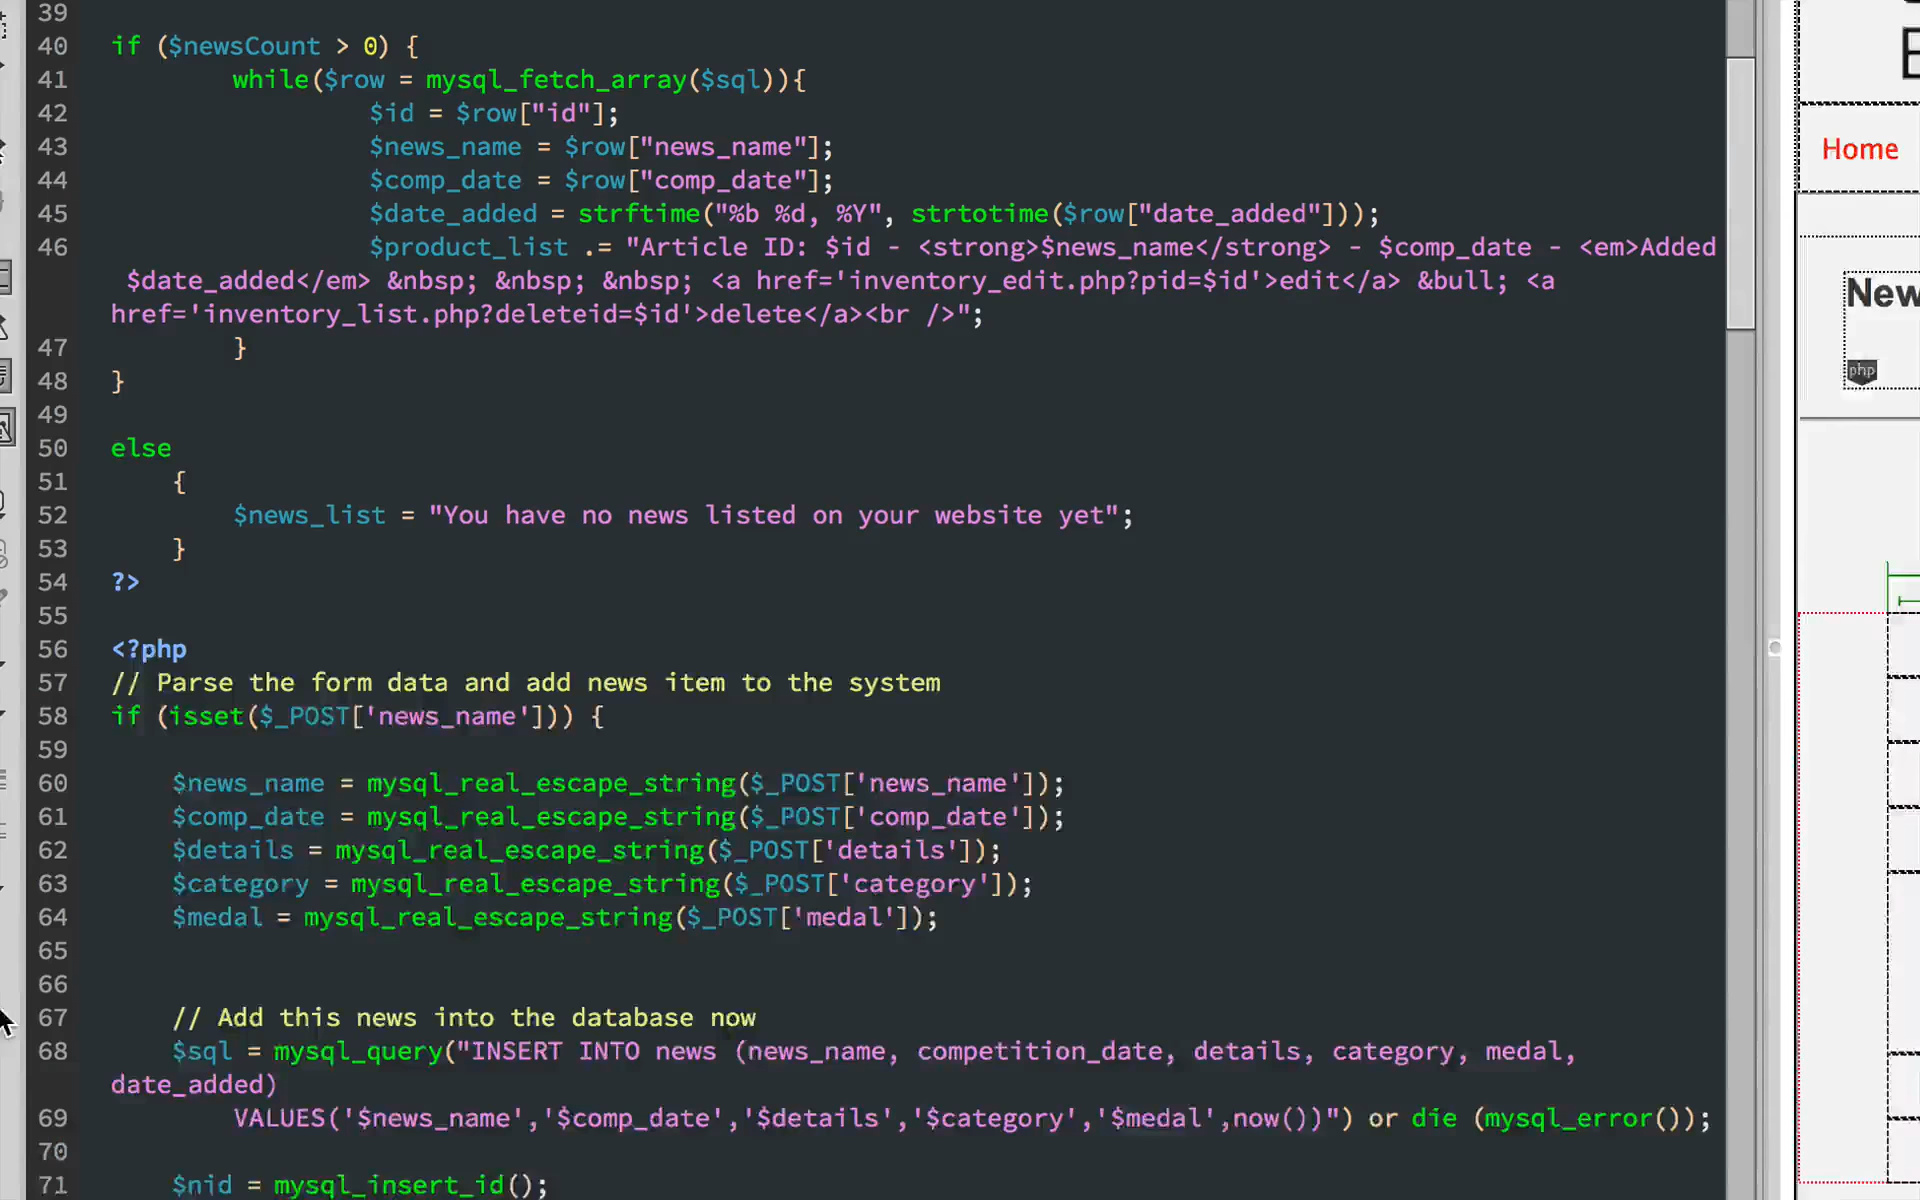 39
40 if ($newsCount > 0) {
41 while($row = mysql_fetch_array($sql)){
42 $id = $row["id"];
43 $news_name = $row["news_name"];
44 $comp_date = $row["comp_date"];
45 $date_added = strftime("%b %d, %Y", strtotime($row["date_added"]));
46 $product_list .= "Article ID: $id - <strong>$news_name</strong> - $comp_date - <em>Added
$date_added</em> &nbsp; &nbsp; &nbsp; <a href='inventory_edit.php?pid=$id'>edit</a> &bull; <a
href='inventory_list.php?deleteid=$id'>delete</a><br />";
47 }
48 }
49
50 else
51 {
52 $news_list = "You have no news listed on your website yet";
53 }
54 ?>
55
56 <?php
57 // Parse the form data and add news item to the system
58 if (isset($_POST['news_name'])) {
59
60 $news_name = mysql_real_escape_string($_POST['news_name']);
61 $comp_date = mysql_real_escape_string($_POST['comp_date']);
62 $details = mysql_real_escape_string($_POST['details']);
63 $category = mysql_real_escape_string($_POST['category']);
64 $medal = mysql_real_escape_string($_POST['medal']);
65
66
67 // Add this news into the database now
68 $sql = mysql_query("INSERT INTO news (news_name, competition_date, details, category, medal,
date_added)
69 VALUES('$news_name','$comp_date','$details','$category','$medal',now())") or die (mysql_error());
70
71 $nid = mysql_insert_id();
Home
New
php